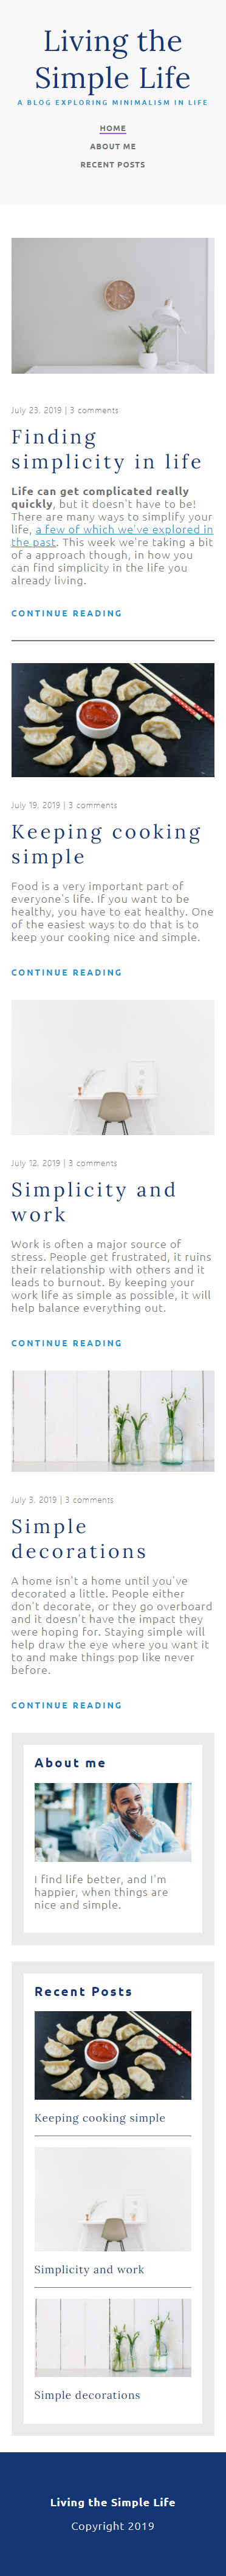 Living the
Simple Life
A BLOG EXPLORING MINIMALISM IN LIFE
HOME
ABOUT ME
RECENT POSTS
July 23, 2019 | 3 comments
Finding
simplicity in life
Life can get complicated really
quickly, but it doesn't have to be!
There are many ways to simplify your
life, a few of which we've explored in
the past. This week we're taking a bit
of a approach though, in how you
can find simplicity in the life you
already living.
CONTINUE READING
July 19, 2019 | 3 comments
Keeping cooking
simple
Food is a very important part of
everyone's life. If you want to be
healthy, you have to eat healthy. One
of the easiest ways to do that is to
keep your cooking nice and simple.
CONTINUE READING
July 12, 2019 | 3 comments
Simplicity and
work
Work is often a major source of
stress. People get frustrated, it ruins
their relationship with others and it
leads to burnout. By keeping your
work life as simple as possible, it will
help balance everything out.
CONTINUE READING
July 3, 2019 | 3 comments
Simple
decorations
A home isn't a home until you've
decorated a little. People either
don't decorate, or they go overboard
and it doesn't have the impact they
were hoping for. Staying simple will
help draw the eye where you want it
to and make things pop like never
before.
CONTINUE READING
About me
I find life better, and I'm
happier, when things are
nice and simple.
Recent Posts
Keeping cooking simple
Simplicity and work
Simple decorations
Living the Simple Life
Copyright 2019